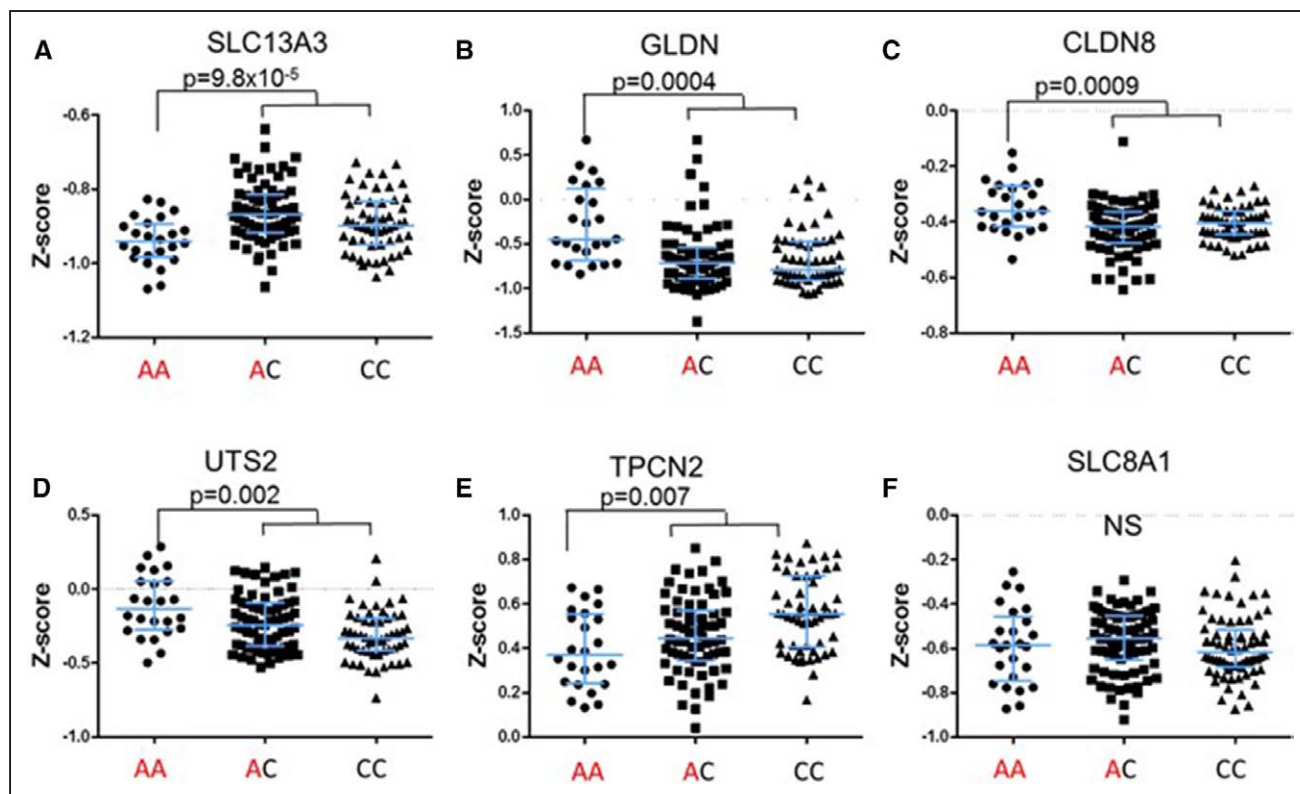 A
SLC13A3
p=9.8x10-5
Z-score
-0.6
-0.8
-1.0
-1.2
AA
AC
CC
B
GLDN
p=0.0004
Z-score
1.0
0.5
0.0
-0.5
-1.0
-1.5
AA
AC
CC
C
CLDN8
p=0.0009
Z-score
0.0
-0.2
-0.4
-0.6
-0.8
AA
AC
CC
D
UTS2
p=0.002
Z-score
0.5
0.0
-0.5
-1.0
AA
AC
CC
E
TPCN2
p=0.007
Z-score
1.0
0.8
0.6
0.4
0.2
0.0
AA
AC
CC
F
SLC8A1
NS
Z-score
0.0
-0.2
-0.4
-0.6
-0.8
-1.0
AA
AC
CC